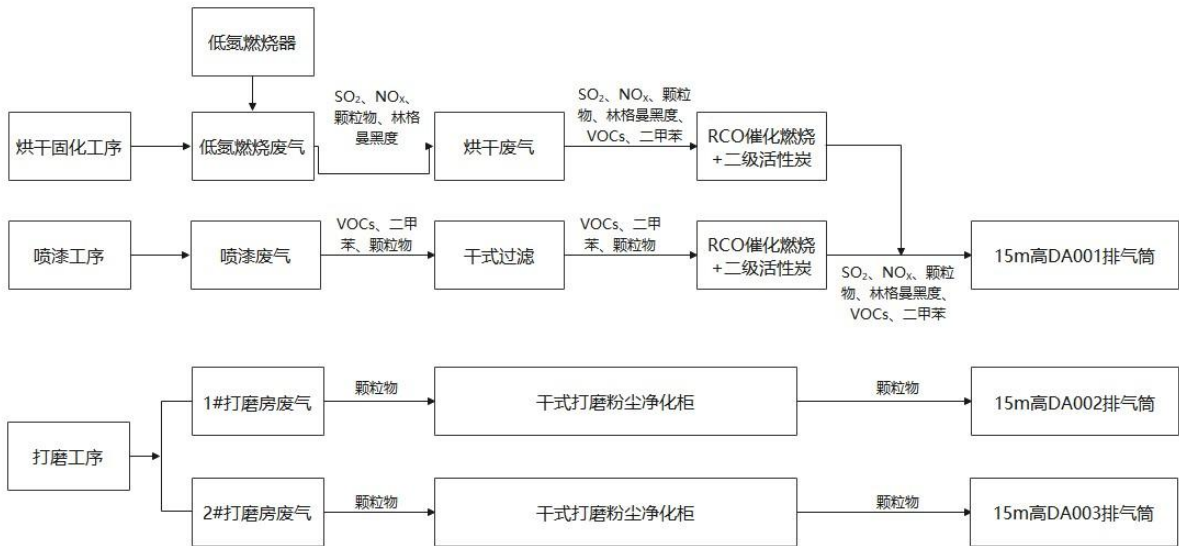 低氮燃烧器
SO₂、NOₓ、
颗粒物、林格
曼黑度
SO₂、NOₓ、颗粒
物、林格曼黑度、
VOCs、二甲苯
烘干固化工序
低氮燃烧废气
烘干废气
RCO催化燃烧
+二级活性炭
喷漆工序
喷漆废气
VOCs、二甲
苯、颗粒物
干式过滤
VOCs、二甲
苯、颗粒物
RCO催化燃烧
+二级活性炭
SO₂、NOₓ、颗粒
物、林格曼黑度、
VOCs、二甲苯
15m高DA001排气筒
打磨工序
1#打磨房废气
颗粒物
干式打磨粉尘净化柜
颗粒物
15m高DA002排气筒
2#打磨房废气
颗粒物
干式打磨粉尘净化柜
颗粒物
15m高DA003排气筒